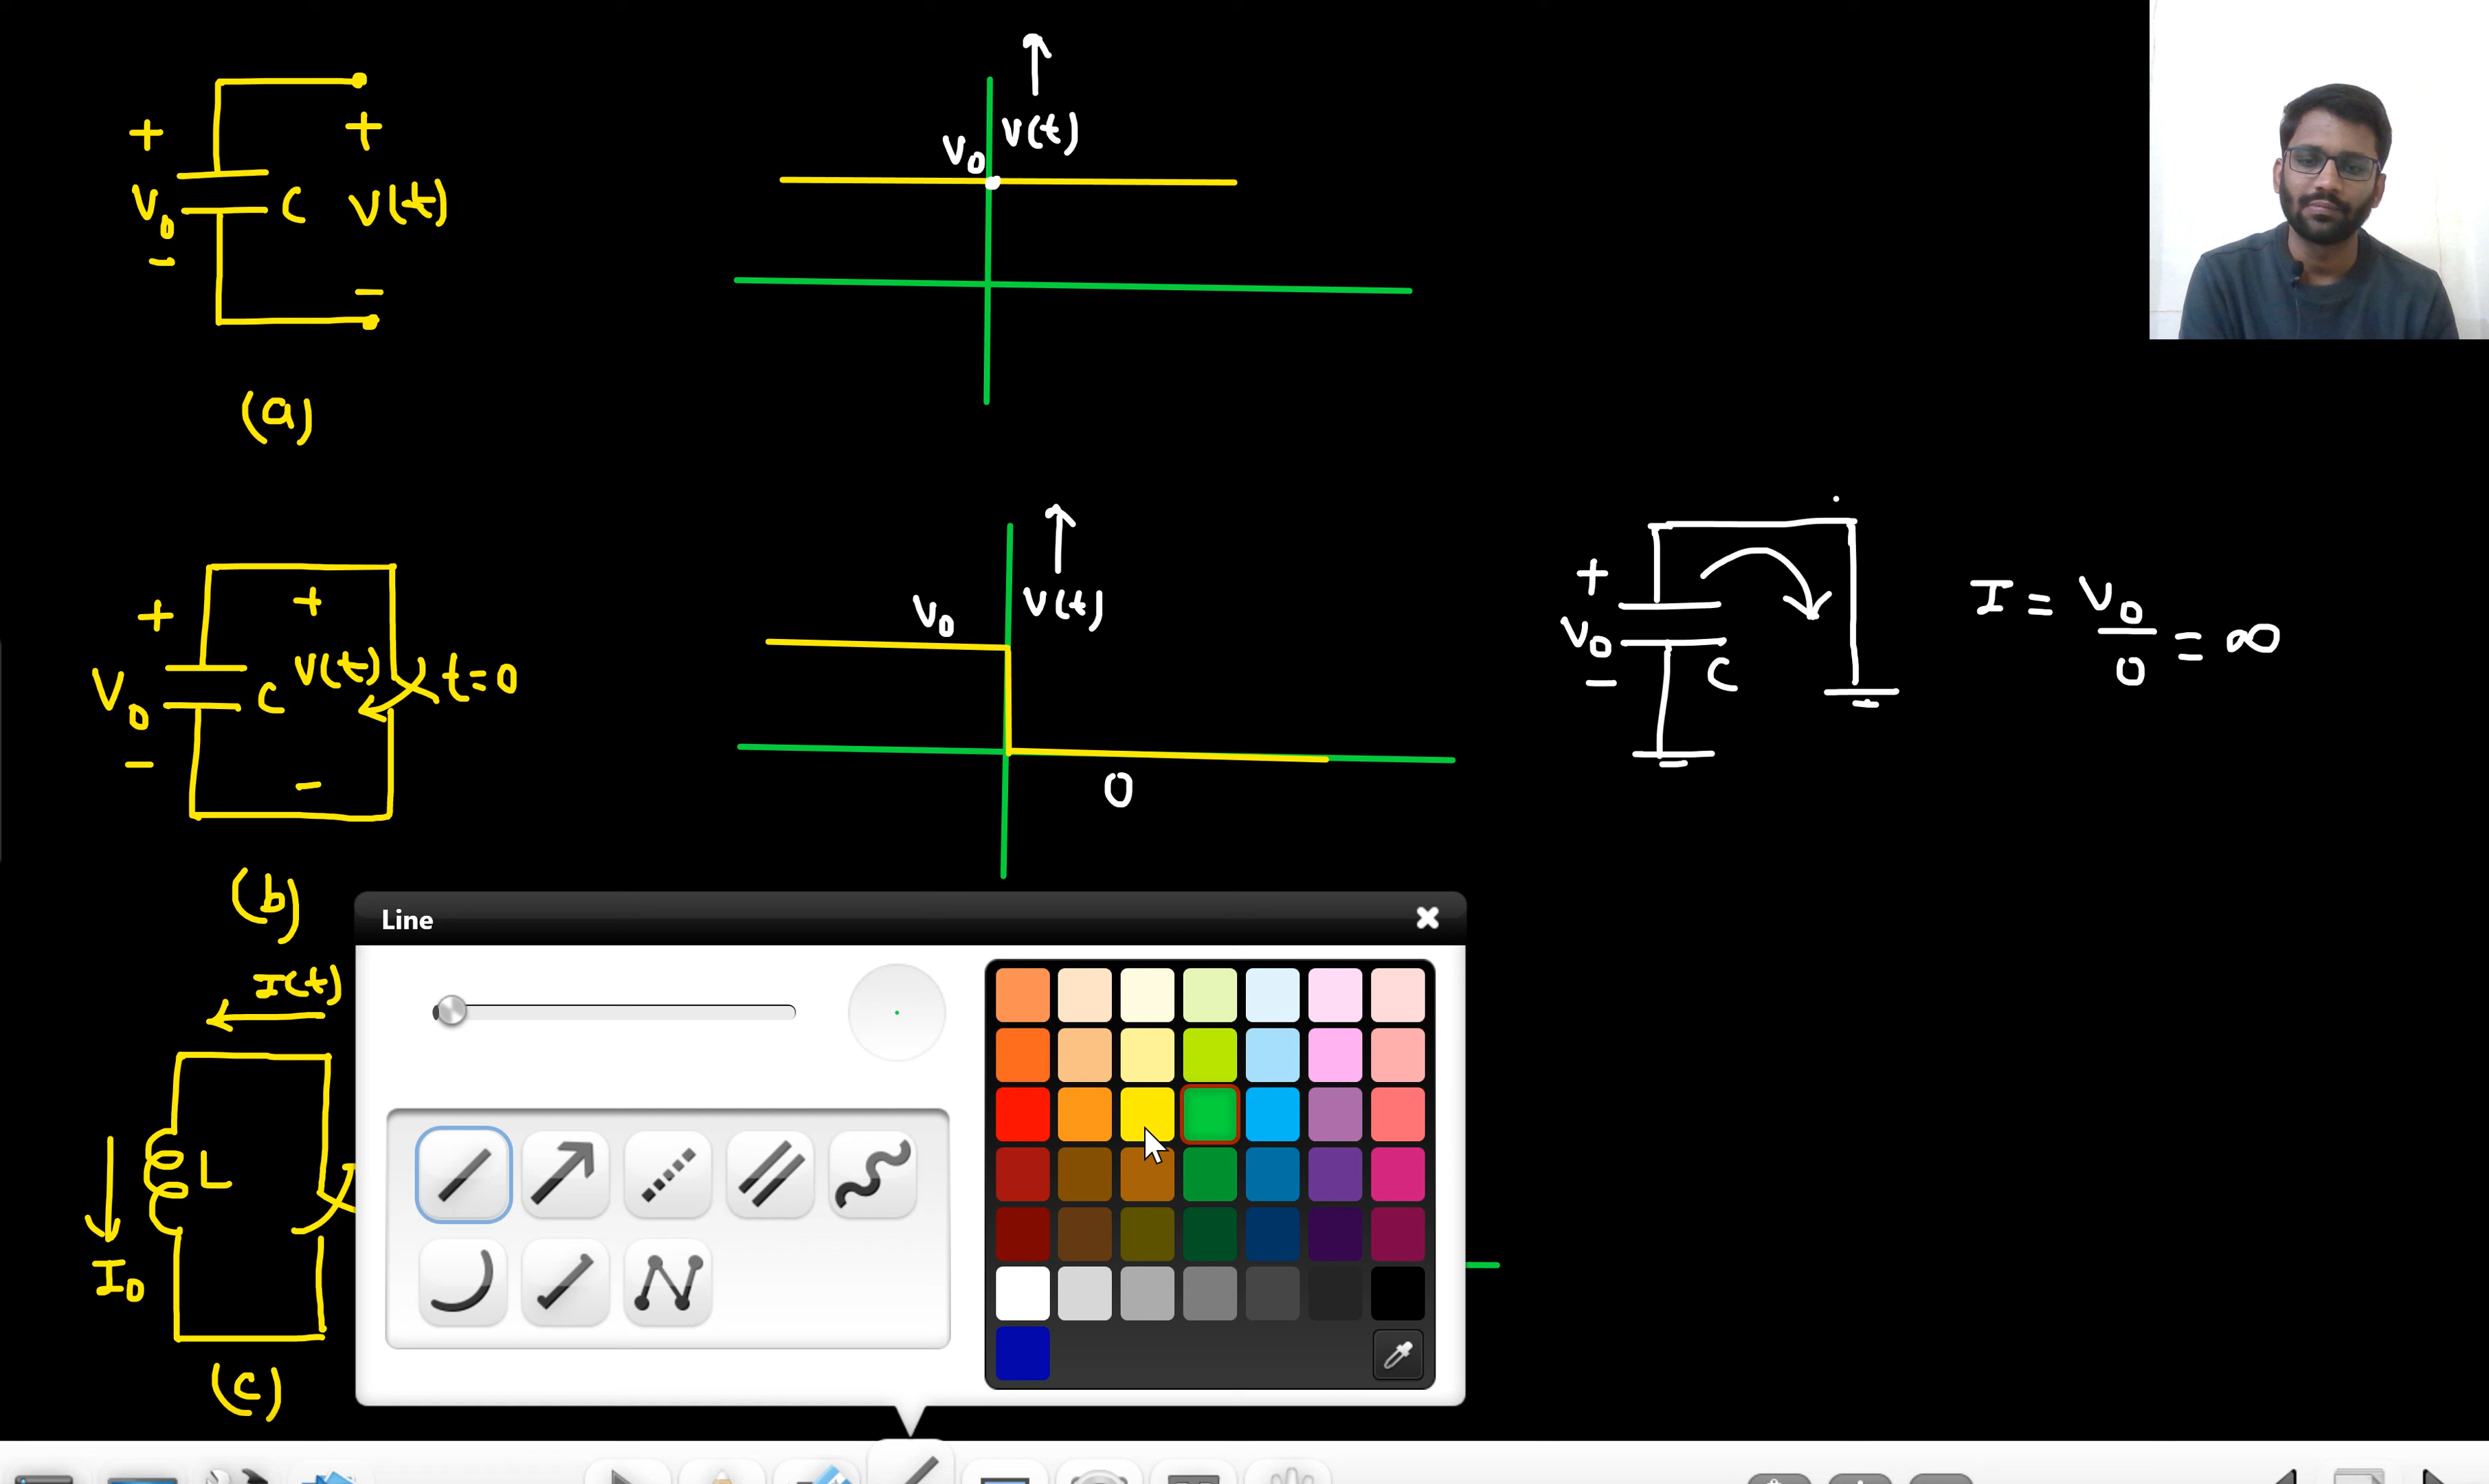 V(t)
V0
+
+
V0
C
V(t)
-
-
(a)
V(t)
V0
+
+
V(t)
t=0
V0
C
-
-
0
(b)
+
V0
C
-
I = V0/0 = ∞
I(t)
L
I0
(c)
Line